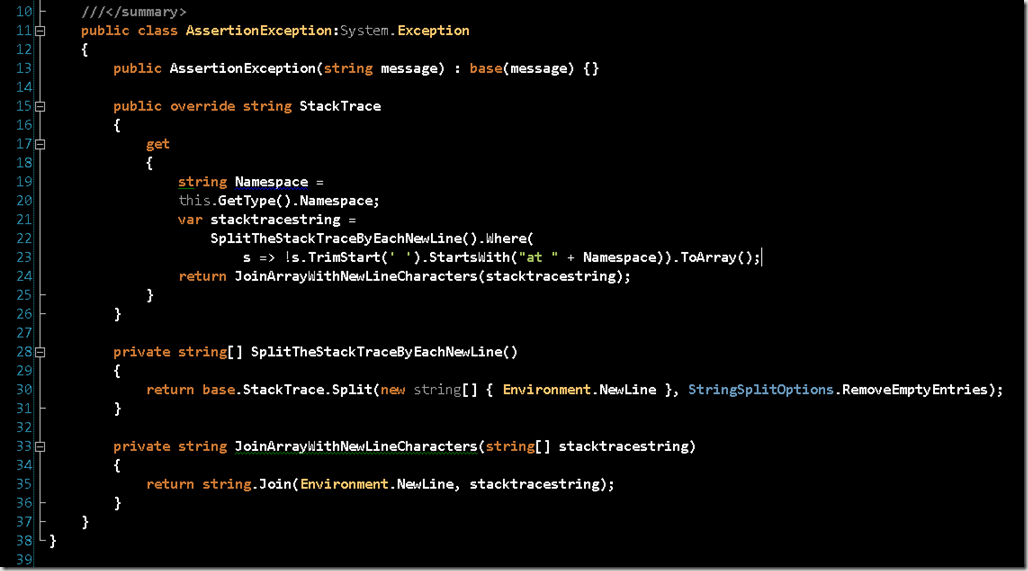 10 ///</summary>
11 public class AssertionException:System.Exception
12 {
13 public AssertionException(string message) : base(message) {}
14
15 public override string StackTrace
16 {
17 get
18 {
19 string Namespace =
20 this.GetType().Namespace;
21 var stacktracestring =
22 SplitTheStackTraceByEachNewLine().Where(
23 s => !s.TrimStart(' ').StartsWith("at " + Namespace)).ToArray();
24 return JoinArrayWithNewLineCharacters(stacktracestring);
25 }
26 }
27
28 private string[] SplitTheStackTraceByEachNewLine()
29 {
30 return base.StackTrace.Split(new string[] { Environment.NewLine }, StringSplitOptions.RemoveEmptyEntries);
31 }
32
33 private string JoinArrayWithNewLineCharacters(string[] stacktracestring)
34 {
35 return string.Join(Environment.NewLine, stacktracestring);
36 }
37 }
38 }
39